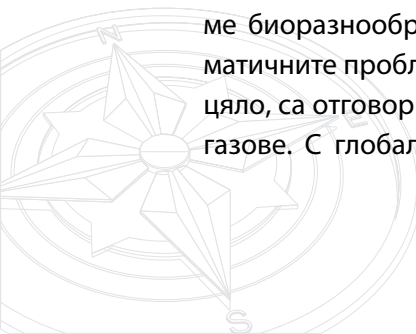 ме биоразнообр
матичните пробл
цяло, са отговор
газове. С глобал
N
E
S